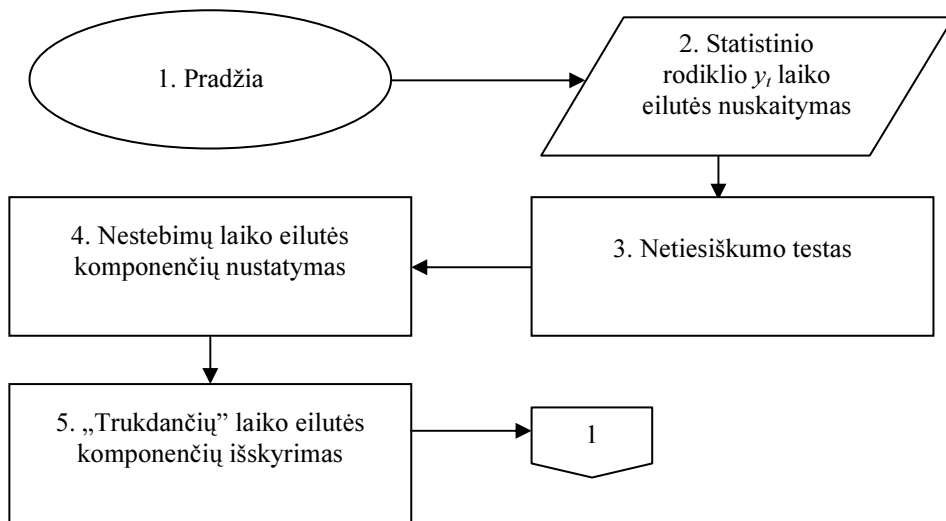 1. Pradžia
2. Statistinio
rodiklio yt laiko
eilutės nuskaitymas
3. Netiesiškumo testas
4. Nestebimų laiko eilutės
komponenčių nustatymas
5. „Trukdančių” laiko eilutės
komponenčių išskyrimas
1